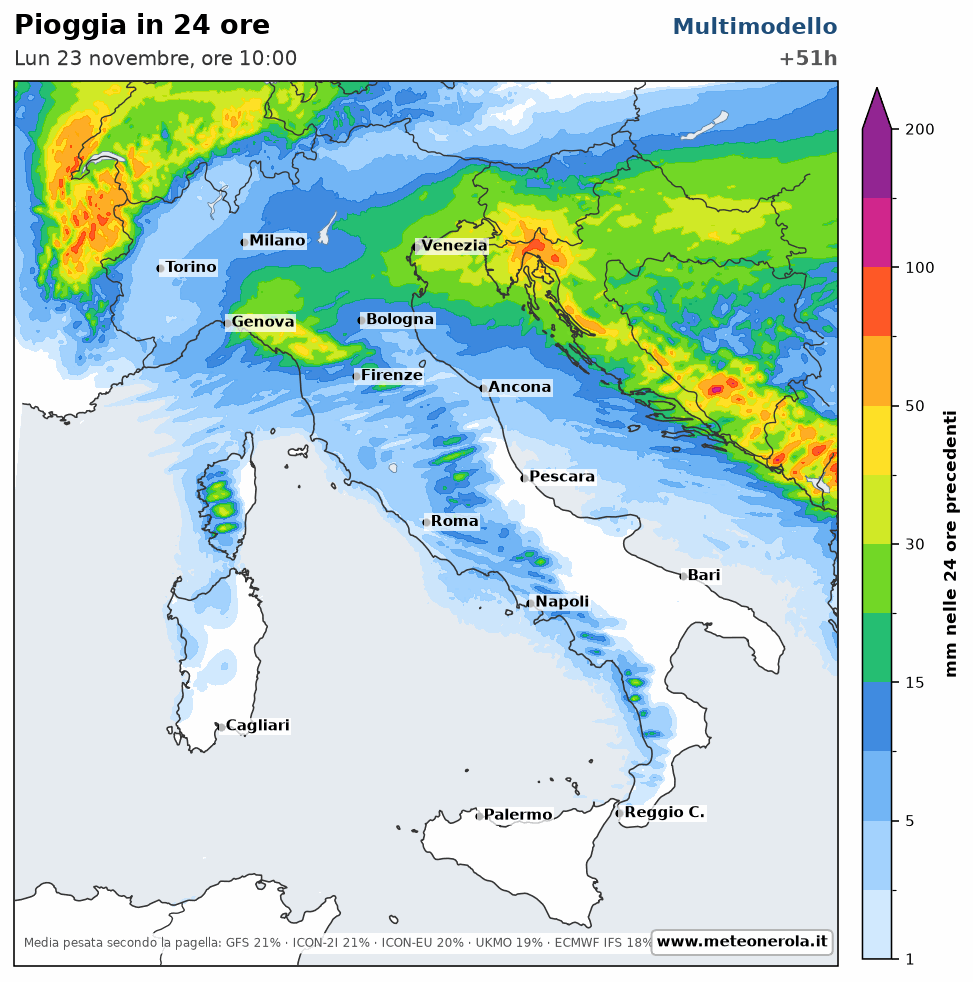 Pioggia in 24 ore
Multimodello
Lun 23 novembre, ore 10:00
+51h
200
100
50
30
15
5
1
mm nelle 24 ore precedenti
Milano
Venezia
Torino
Genova
Bologna
Firenze
Ancona
Pescara
Roma
Bari
Napoli
Cagliari
Palermo
Reggio C.
Media pesata secondo la pagella: GFS 21% · ICON-2I 21% · ICON-EU 20% · UKMO 19% · ECMWF IFS 18%
www.meteonerola.it